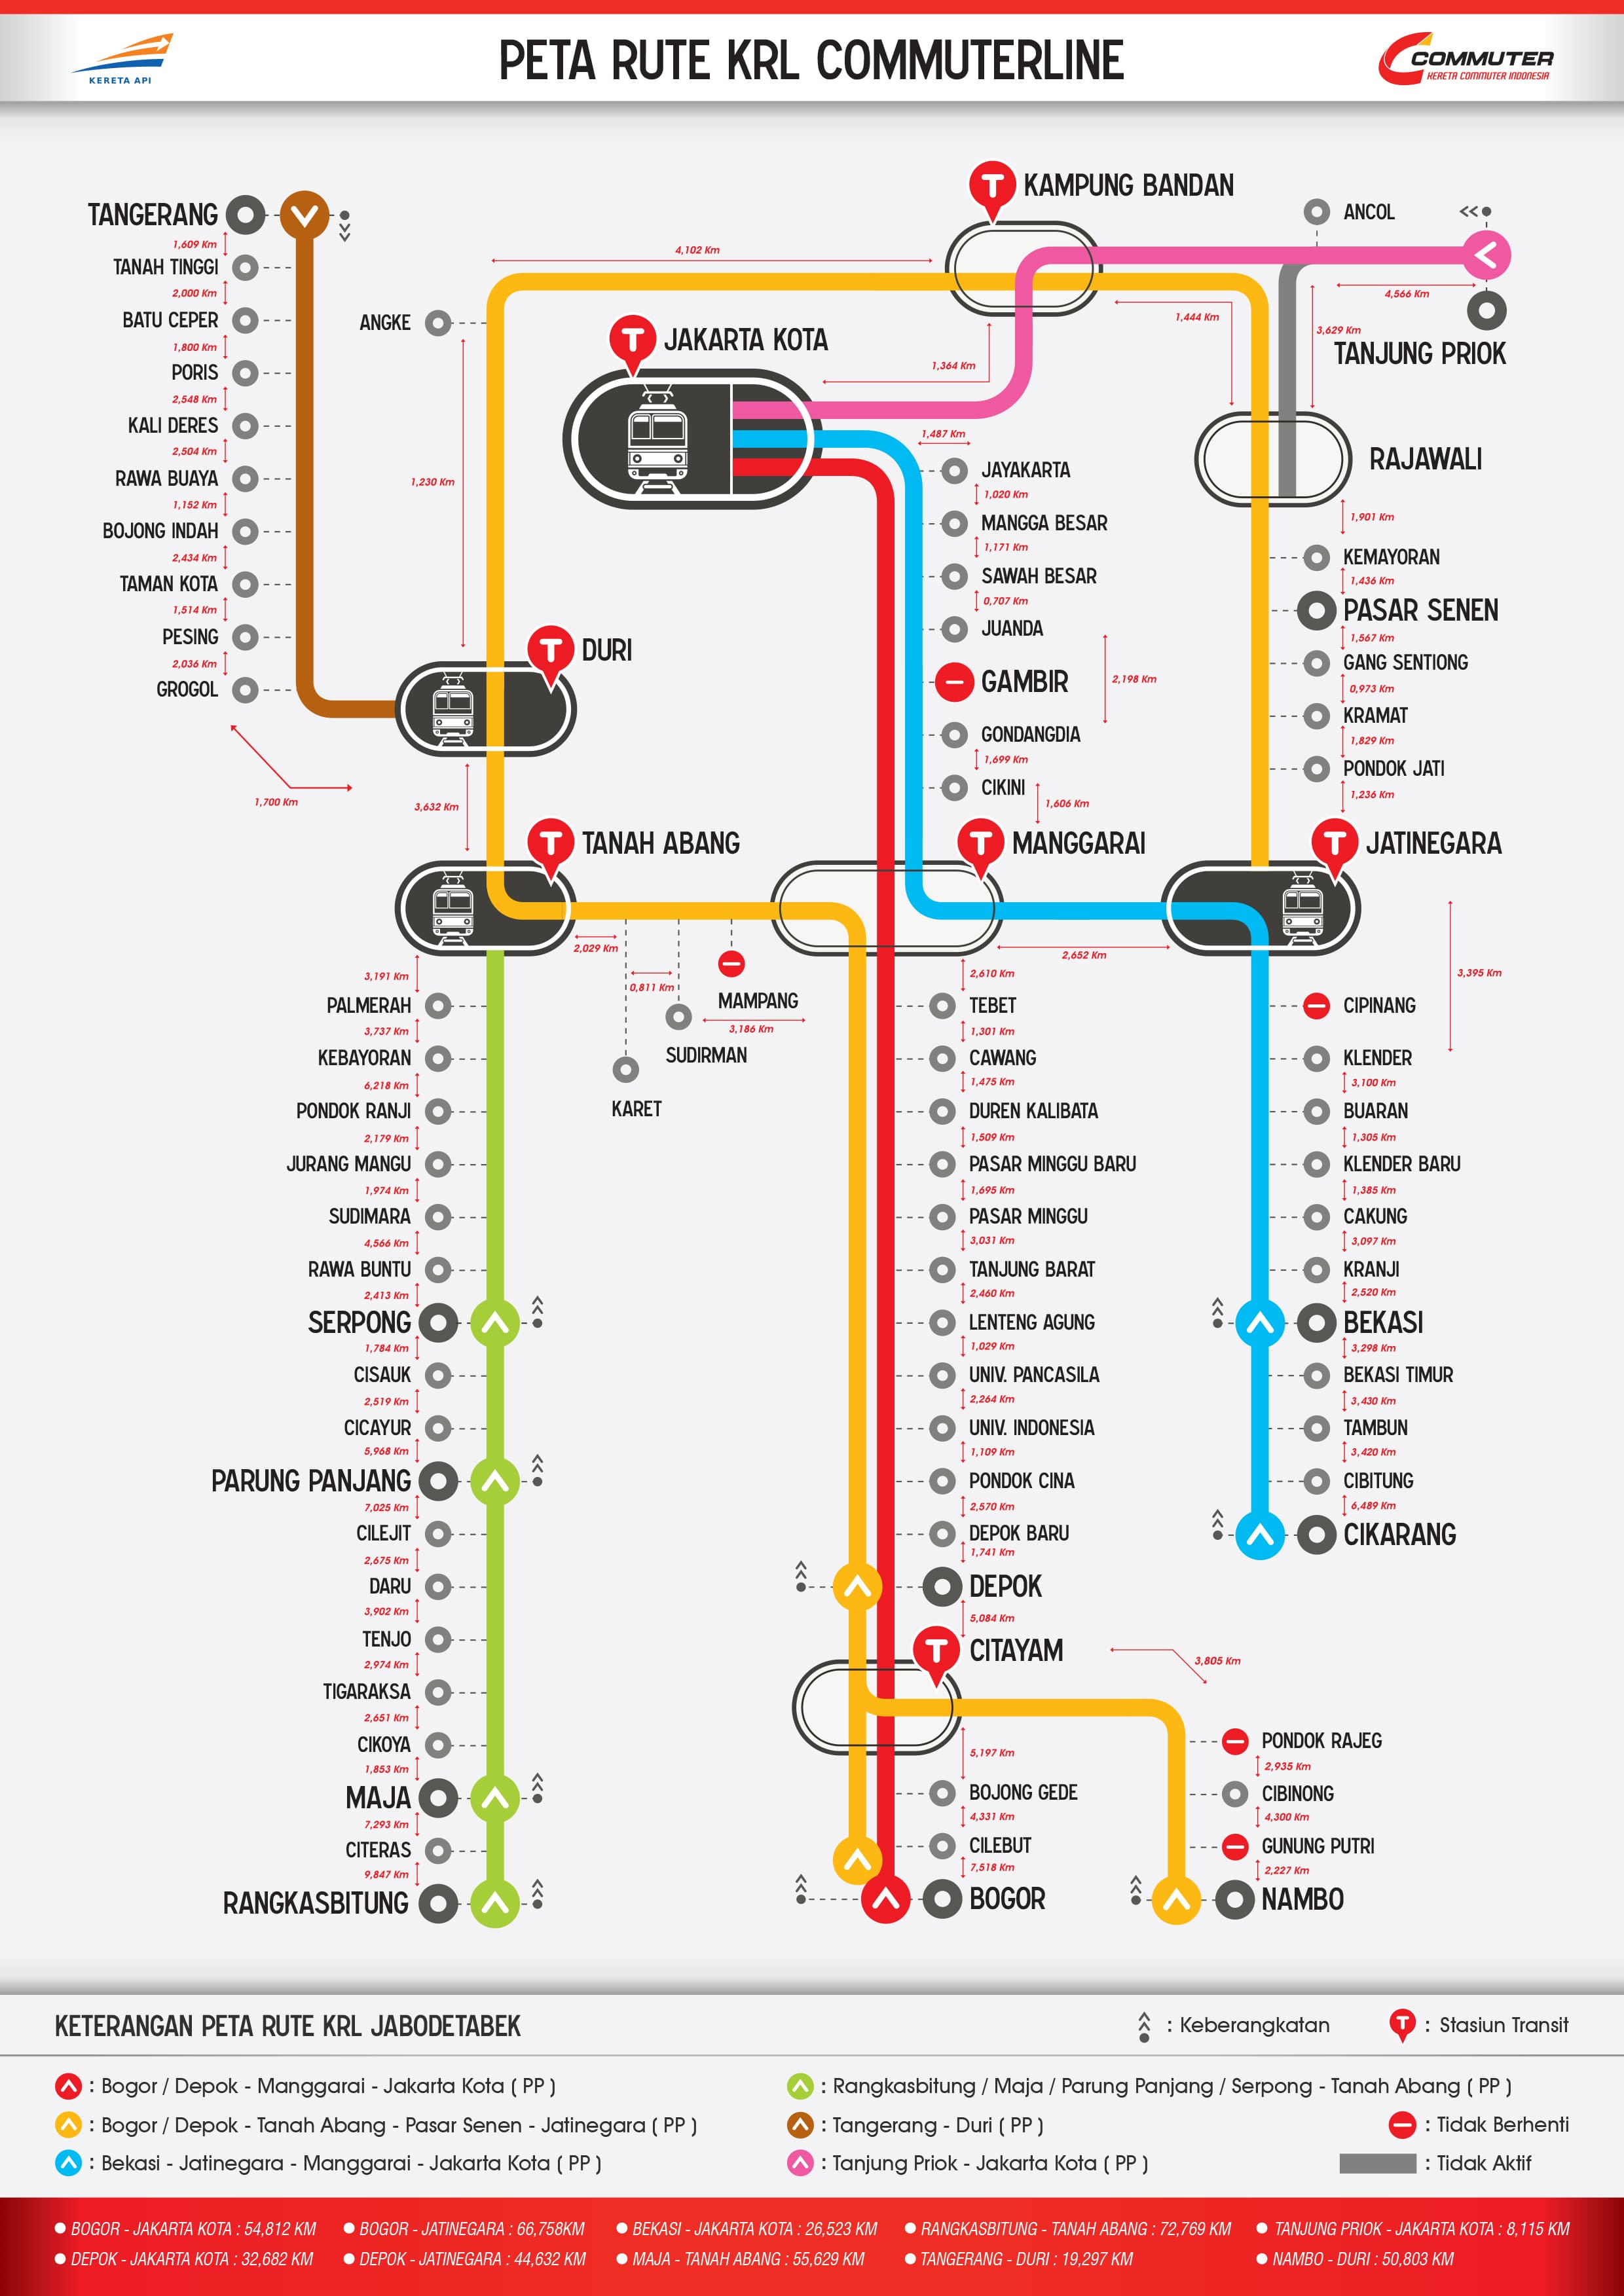 KERETA API
PETA RUTE KRL COMMUTERLINE
COMMUTER
KERETA COMMUTER INDONESIA
TANGERANG
1,609 Km
TANAH TINGGI
2,000 Km
BATU CEPER
1,800 Km
PORIS
2,548 Km
KALI DERES
2,504 Km
RAWA BUAYA
1,152 Km
BOJONG INDAH
2,434 Km
TAMAN KOTA
1,514 Km
PESING
2,036 Km
GROGOL
1,700 Km
ANGKE
4,102 Km
1,230 Km
T
DURI
3,632 Km
T
JAKARTA KOTA
T
KAMPUNG BANDAN
1,364 Km
1,444 Km
ANCOL
4,566 Km
3,629 Km
TANJUNG PRIOK
RAJAWALI
1,901 Km
KEMAYORAN
1,436 Km
PASAR SENEN
1,567 Km
GANG SENTIONG
0,973 Km
KRAMAT
1,829 Km
PONDOK JATI
1,236 Km
1,487 Km
JAYAKARTA
1,020 Km
MANGGA BESAR
1,171 Km
SAWAH BESAR
0,707 Km
JUANDA
GAMBIR
2,198 Km
GONDANGDIA
1,699 Km
CIKINI
1,606 Km
T
TANAH ABANG
T
MANGGARAI
T
JATINEGARA
2,029 Km
0,811 Km
MAMPANG
3,186 Km
SUDIRMAN
KARET
2,652 Km
3,395 Km
3,191 Km
PALMERAH
3,737 Km
KEBAYORAN
6,218 Km
PONDOK RANJI
2,179 Km
JURANG MANGU
1,974 Km
SUDIMARA
4,566 Km
RAWA BUNTU
2,413 Km
SERPONG
1,784 Km
CISAUK
2,519 Km
CICAYUR
5,968 Km
PARUNG PANJANG
7,025 Km
CILEJIT
2,675 Km
DARU
3,902 Km
TENJO
2,974 Km
TIGARAKSA
2,651 Km
CIKOYA
1,853 Km
MAJA
7,293 Km
CITERAS
9,847 Km
RANGKASBITUNG
2,610 Km
TEBET
1,301 Km
CAWANG
1,475 Km
DUREN KALIBATA
1,509 Km
PASAR MINGGU BARU
1,695 Km
PASAR MINGGU
3,031 Km
TANJUNG BARAT
2,460 Km
LENTENG AGUNG
1,029 Km
UNIV. PANCASILA
2,264 Km
UNIV. INDONESIA
1,109 Km
PONDOK CINA
2,570 Km
DEPOK BARU
1,741 Km
DEPOK
5,084 Km
T
CITAYAM
3,805 Km
5,197 Km
BOJONG GEDE
4,331 Km
CILEBUT
7,518 Km
BOGOR
CIPINANG
KLENDER
3,100 Km
BUARAN
1,305 Km
KLENDER BARU
1,385 Km
CAKUNG
3,097 Km
KRANJI
2,520 Km
BEKASI
3,298 Km
BEKASI TIMUR
3,430 Km
TAMBUN
3,420 Km
CIBITUNG
6,489 Km
CIKARANG
PONDOK RAJEG
2,935 Km
CIBINONG
4,300 Km
GUNUNG PUTRI
2,227 Km
NAMBO
KETERANGAN PETA RUTE KRL JABODETABEK
: Keberangkatan
T : Stasiun Transit
: Bogor / Depok - Manggarai - Jakarta Kota ( PP )
: Rangkasbitung / Maja / Parung Panjang / Serpong - Tanah Abang ( PP )
: Bogor / Depok - Tanah Abang - Pasar Senen - Jatinegara ( PP )
: Tangerang - Duri ( PP )
: Tidak Berhenti
: Bekasi - Jatinegara - Manggarai - Jakarta Kota ( PP )
: Tanjung Priok - Jakarta Kota ( PP )
: Tidak Aktif
BOGOR - JAKARTA KOTA : 54,812 KM
BOGOR - JATINEGARA : 66,758KM
BEKASI - JAKARTA KOTA : 26,523 KM
RANGKASBITUNG - TANAH ABANG : 72,769 KM
TANJUNG PRIOK - JAKARTA KOTA : 8,115 KM
DEPOK - JAKARTA KOTA : 32,682 KM
DEPOK - JATINEGARA : 44,632 KM
MAJA - TANAH ABANG : 55,629 KM
TANGERANG - DURI : 19,297 KM
NAMBO - DURI : 50,803 KM